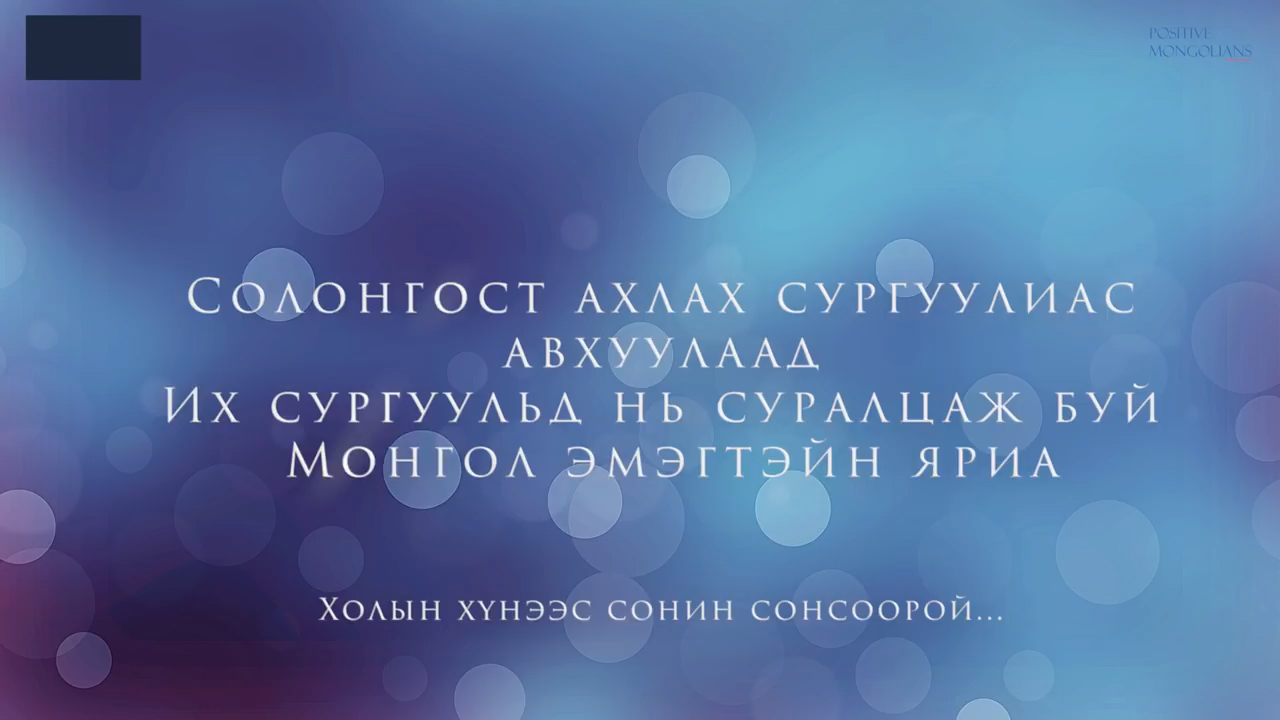 POSITIVE
MONGOLIANS
Солонгост ахлах сургуулиас
авхуулаад
Их сургуульд нь суралцаж буй
Монгол эмэгтэйн яриа
Холын хүнээс сонин сонсоорой...